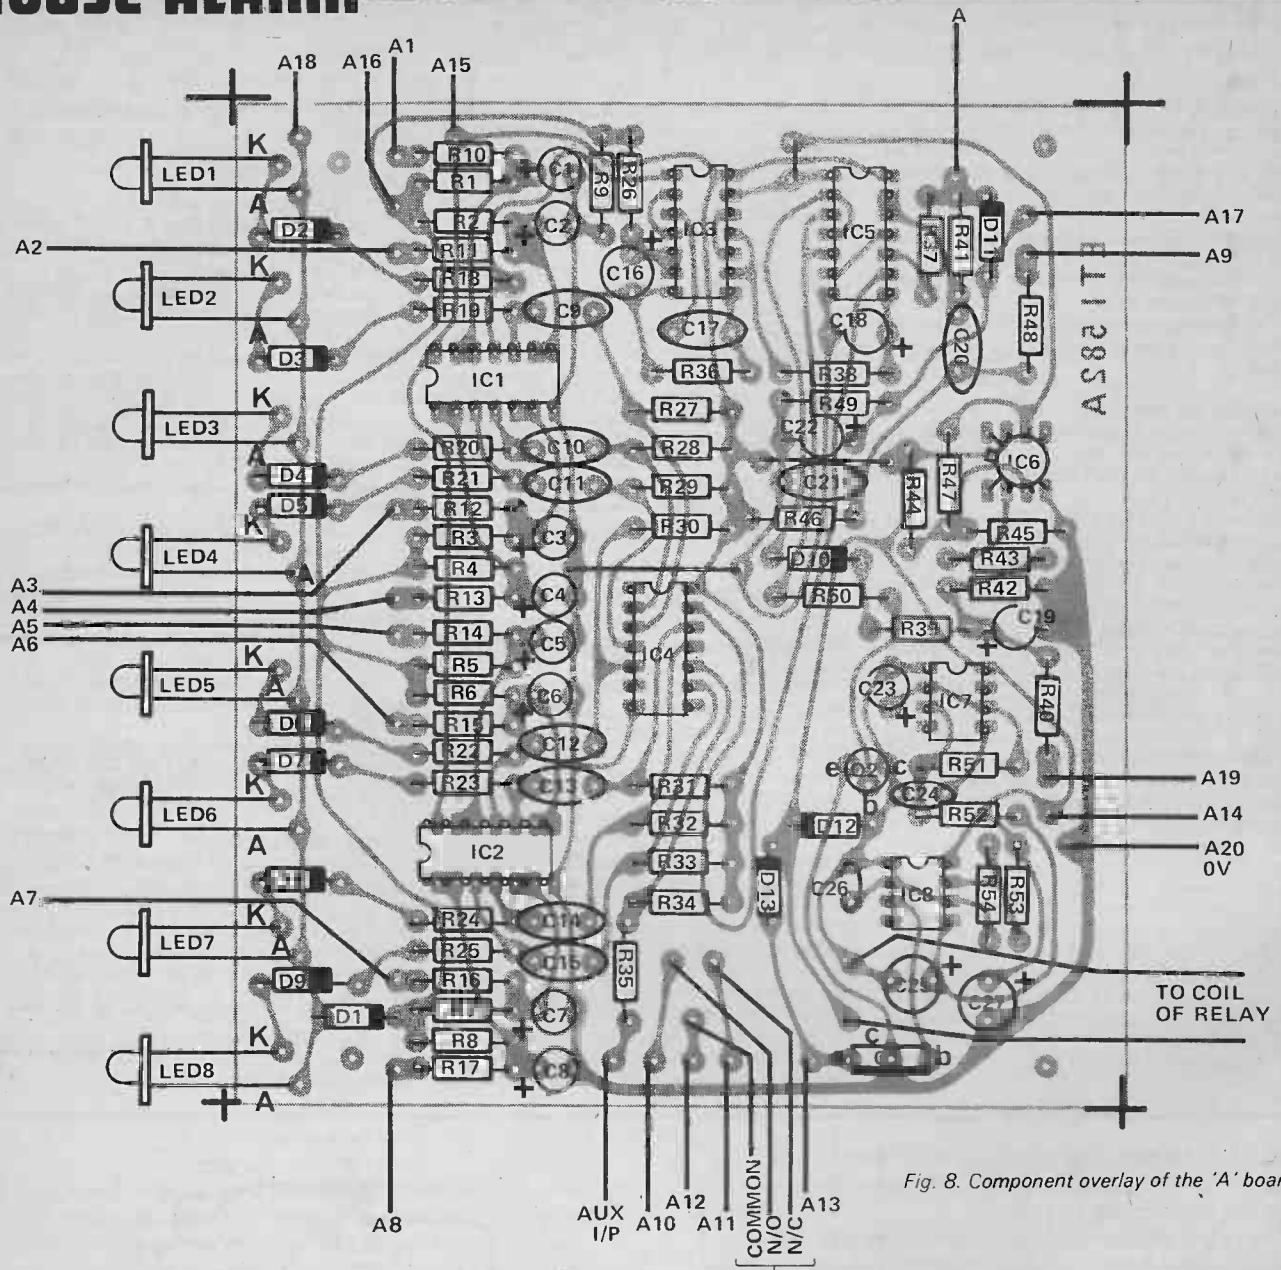 HOUSE ALARM
A18
A16
A1
A15
A
K
LED1
A
D2
A2
K
LED2
A
D3
K
LED3
A
D4
D5
K
LED4
A
A3
A4
A5
A6
K
LED5
A
D6
D7
K
LED6
A
A7
K
LED7
A
D9
D1
K
LED8
A
R10
R1
R2
R11
R18
R19
IC1
R20
R21
R12
R3
R4
R13
R14
R5
R6
R15
R22
R23
IC2
R24
R25
R16
R8
R17
C1
C2
C9
C10
C11
C3
C4
C5
C6
C12
C13
C14
C15
C7
C8
R9
R26
C16
IC3
C17
R36
R27
R28
R29
R30
IC4
R31
R32
R33
R34
R35
IC5
C18
R38
R49
C22
C21
R46
D10
R50
R37
R41
D11
C20
R48
A17
A9
ETI 582A
R44
R47
IC6
R45
R43
R42
R39
C19
C23
IC7
R40
e
Q2
c
b
R51
C24
R52
D12
D13
C26
IC8
R54
R53
C25
C27
c
b
A19
A14
A20
0V
TO COIL
OF RELAY
A8
AUX
I/P
A10
A12
A11
COMMON
N/O
N/C
A13
Fig. 8. Component overlay of the 'A' boar